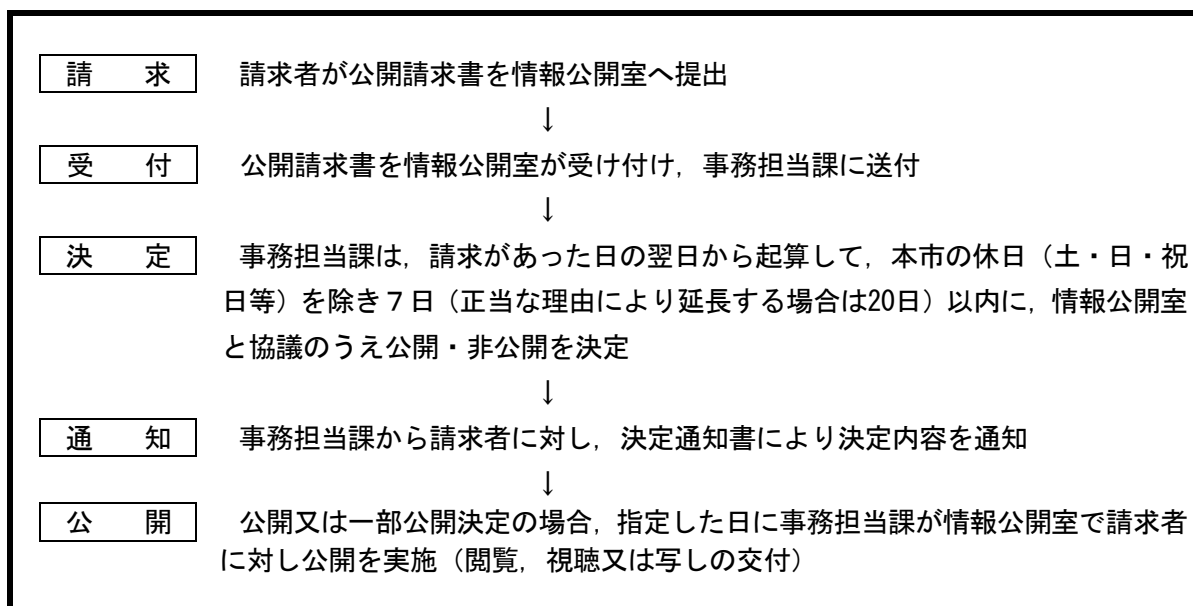 請　求　請求者が公開請求書を情報公開室へ提出
↓
受　付　公開請求書を情報公開室が受け付け，事務担当課に送付
↓
決　定　事務担当課は，請求があった日の翌日から起算して，本市の休日（土・日・祝
日等）を除き７日（正当な理由により延長する場合は20日）以内に，情報公開室
と協議のうえ公開・非公開を決定
↓
通　知　事務担当課から請求者に対し，決定通知書により決定内容を通知
↓
公　開　公開又は一部公開決定の場合，指定した日に事務担当課が情報公開室で請求者
に対し公開を実施（閲覧，視聴又は写しの交付）